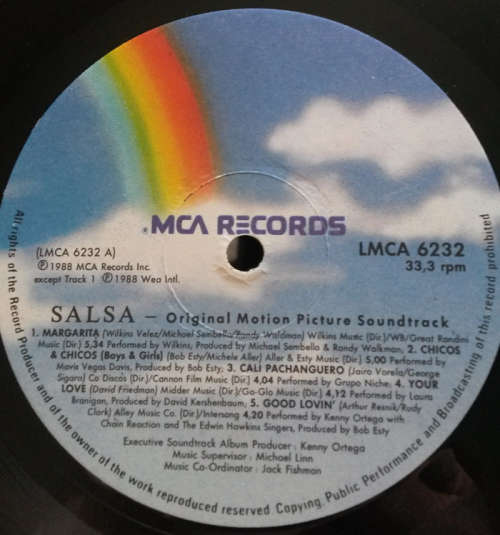 MCA RECORDS
(LMCA 6232 A)
Ⓟ1988 MCA Records Inc.
except Track 1 Ⓟ1988 Wea Intl.
LMCA 6232
33,3 rpm
SALSA – Original Motion Picture Soundtrack
1. MARGARITA (Wilkins Velez/Michael Sembello/Randy Waldman) Wilkins Music (Dir.)/WB/Great Randini
Music (Dir.) 5,34 Performed by Wilkins, Produced by Michael Sembello & Randy Walkman. 2. CHICOS
& CHICOS (Boys & Girls) (Bob Esty/Michele Aller) Aller & Esty Music (Dir.) 5,00 Performed by
Mavis Vegas Davis, Produced by Bob Esty. 3. CALI PACHANGUERO (Jairo Varela/George
Sigara) Co Discos (Dir)/Cannon Film Music (Dir.) 4,04 Performed by Grupo Niche. 4. YOUR
LOVE (David Friedman) Midder Music (Dir)/Go-Glo Music (Dir.) 4,12 Performed by Laura
Branigan, Produced by David Kershenbaum. 5. GOOD LOVIN' (Arthur Resnik/Rudy
Clark) Alley Music Co. (Dir.)/Intersong 4,20 Performed by Kenny Ortega with
Chain Reaction and The Edwin Hawkins Singers, Produced by Bob Esty
Executive Soundtrack Album Producer : Kenny Ortega
Music Supervisor : Michael Linn
Music Co-Ordinator : Jack Fishman
All rights of the Record Producer and of the owner of the work reproduced reserved Copying, Public Performance and Broadcasting of this record prohibited